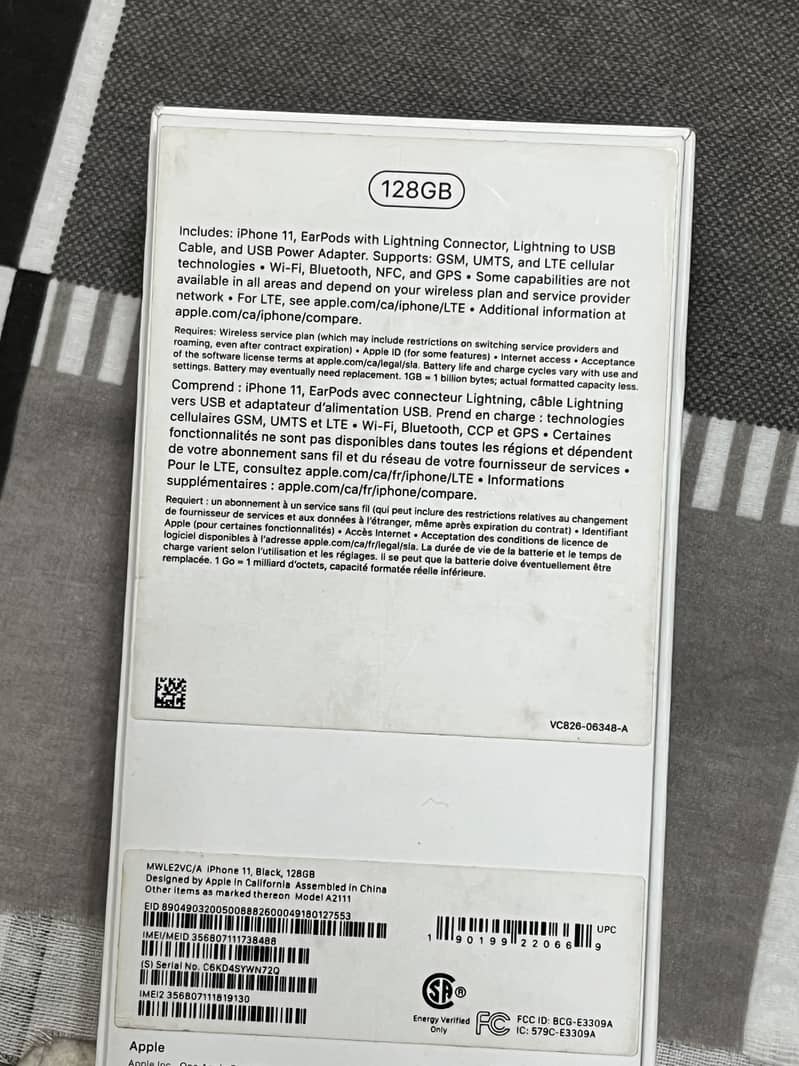 128GB
Includes: iPhone 11, EarPods with Lightning Connector, Lightning to USB
Cable, and USB Power Adapter. Supports: GSM, UMTS, and LTE cellular
technologies • Wi-Fi, Bluetooth, NFC, and GPS • Some capabilities are not
available in all areas and depend on your wireless plan and service provider
network • For LTE, see apple.com/ca/iphone/LTE • Additional information at
apple.com/ca/iphone/compare.
Requires: Wireless service plan (which may include restrictions on switching service providers and
roaming, even after contract expiration) • Apple ID (for some features) • Internet access • Acceptance
of the software license terms at apple.com/ca/legal/sla. Battery life and charge cycles vary with use and
settings. Battery may eventually need replacement. 1GB = 1 billion bytes; actual formatted capacity less.
Comprend : iPhone 11, EarPods avec connecteur Lightning, câble Lightning
vers USB et adaptateur d'alimentation USB. Prend en charge : technologies
cellulaires GSM, UMTS et LTE • Wi-Fi, Bluetooth, CCP et GPS • Certaines
fonctionnalités ne sont pas disponibles dans toutes les régions et dépendent
de votre abonnement sans fil et du réseau de votre fournisseur de services •
Pour le LTE, consultez apple.com/ca/fr/iphone/LTE • Informations
supplémentaires : apple.com/ca/fr/iphone/compare.
Requiert : un abonnement à un service sans fil (qui peut inclure des restrictions relatives au changement
de fournisseur de services et aux données à l'étranger, même après expiration du contrat) • Identifiant
Apple (pour certaines fonctionnalités) • Accès Internet • Acceptation des conditions de licence de
logiciel disponibles à l'adresse apple.com/ca/fr/legal/sla. La durée de vie de la batterie et le temps de
charge varient selon l'utilisation et les réglages. Il se peut que la batterie doive éventuellement être
remplacée. 1 Go = 1 milliard d'octets, capacité formatée réelle inférieure.
VC826-06348-A
MWLE2VC/A iPhone 11, Black, 128GB
Designed by Apple in California Assembled in China
Other items as marked thereon Model A2111
EID 89049032005008882600049180127553
IMEI/MEID 356807111738488
(S) Serial No. C6KD4SYWN72Q
IMEI2 356807111819130
UPC
1 90199 22066 9
SA ®
Energy Verified
Only
FC
FCC ID: BCG-E3309A
IC: 579C-E3309A
Apple
Apple Inc., One Apple